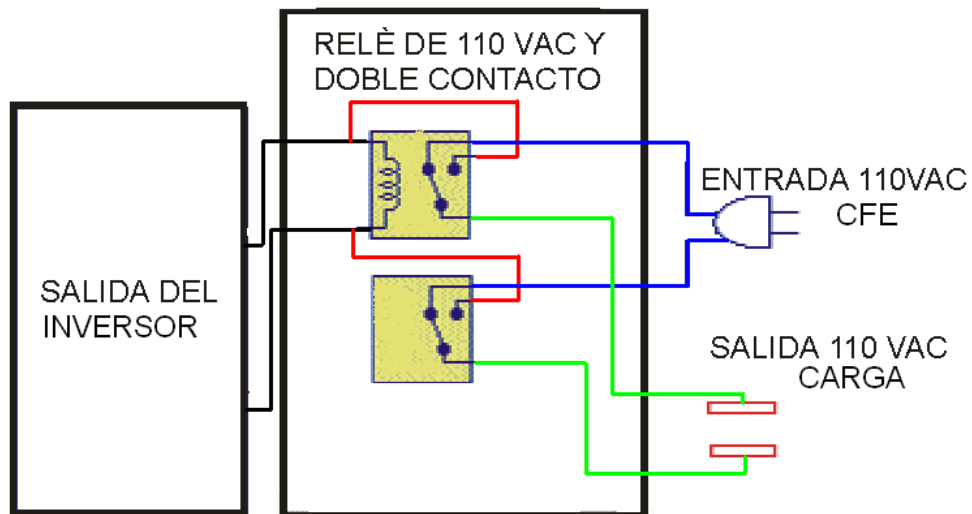 RELÈ DE 110 VAC Y
DOBLE CONTACTO
ENTRADA 110VAC
CFE
SALIDA DEL
INVERSOR
SALIDA 110 VAC
CARGA